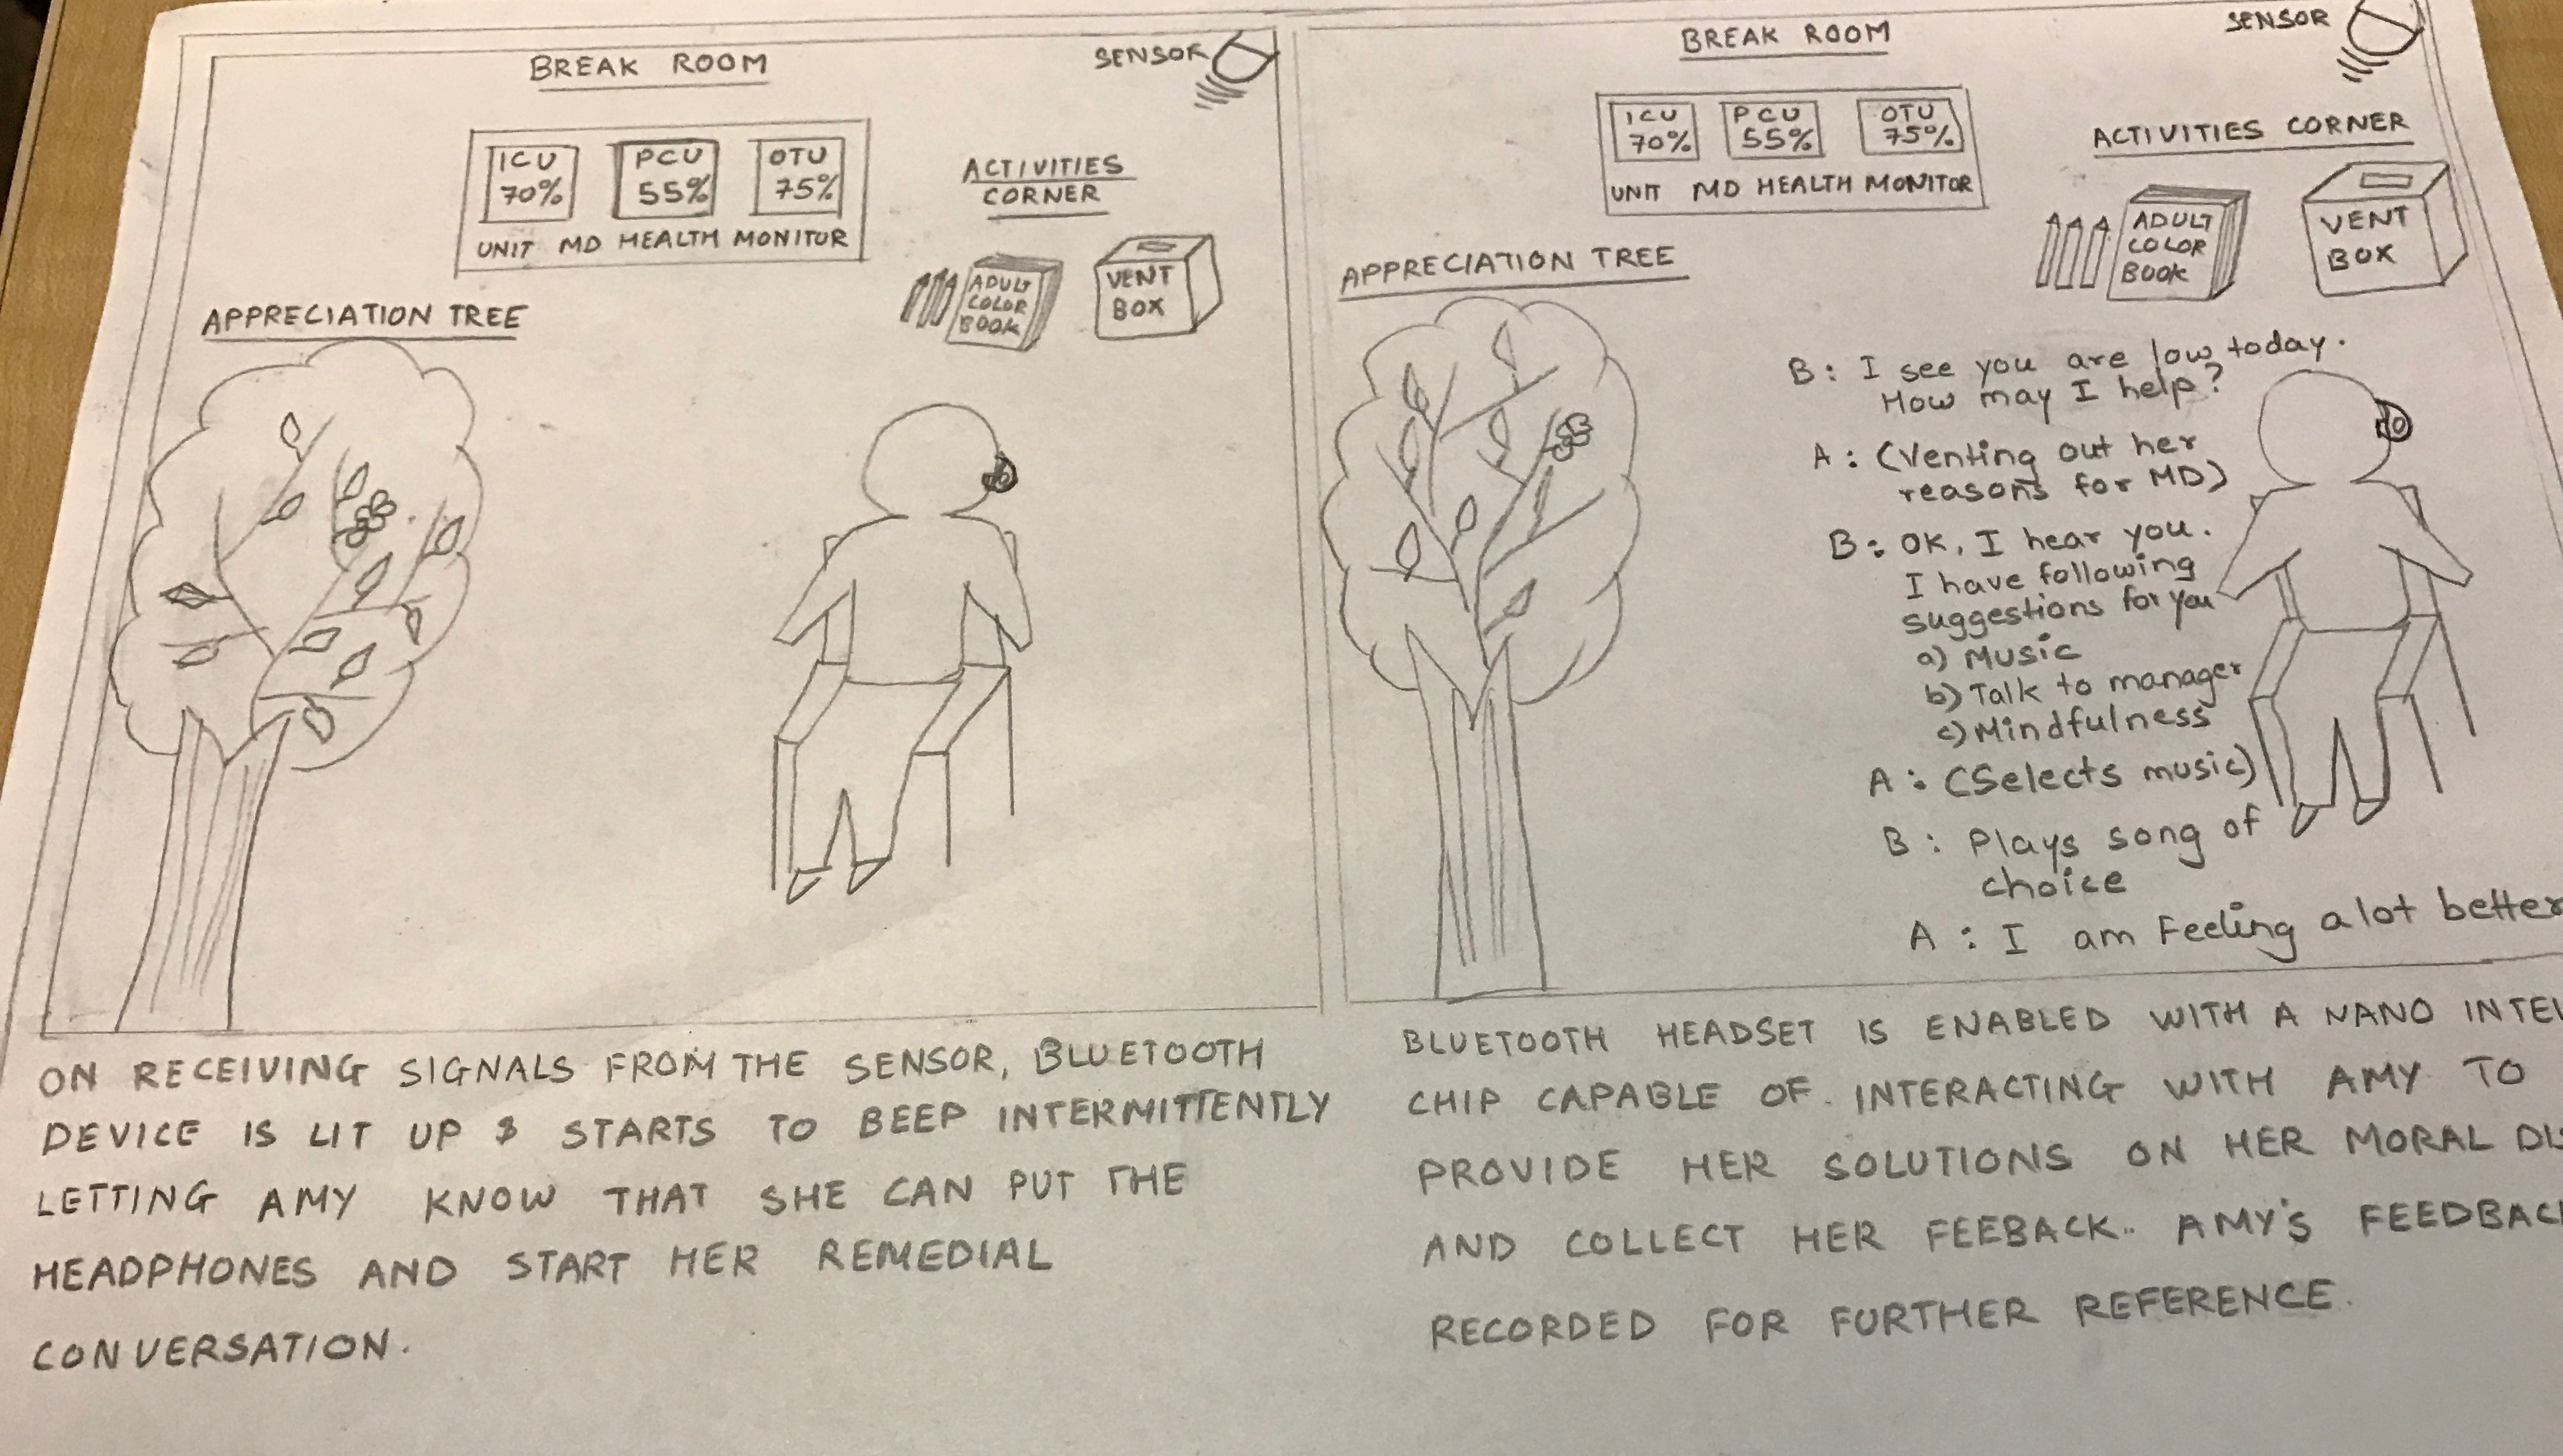 BREAK ROOM
SENSOR
ICU
70%
PCU
55%
OTU
75%
UNIT MD HEALTH MONITOR
ACTIVITIES
CORNER
ADULT
COLOR
BOOK
VENT
BOX
APPRECIATION TREE
ON RECEIVING SIGNALS FROM THE SENSOR, BLUETOOTH
DEVICE IS LIT UP & STARTS TO BEEP INTERMITTENTLY
LETTING AMY KNOW THAT SHE CAN PUT THE
HEADPHONES AND START HER REMEDIAL
CONVERSATION.
BREAK ROOM
SENSOR
ICU
70%
PCU
55%
OTU
75%
UNIT MD HEALTH MONITOR
ACTIVITIES CORNER
ADULT
COLOR
BOOK
VENT
BOX
APPRECIATION TREE
B: I see you are low today.
How may I help?
A: (Venting out her
reasons for MD)
B: OK, I hear you.
I have following
suggestions for you
a) Music
b) Talk to manager
c) Mindfulness
A: (Selects music)
B: Plays song of
choice
A: I am Feeling a lot better
BLUETOOTH HEADSET IS ENABLED WITH A NANO
CHIP CAPABLE OF INTERACTING WITH AMY TO
PROVIDE HER SOLUTIONS ON HER MORAL
AND COLLECT HER FEEBACK.. AMY'S
RECORDED FOR FURTHER REFERENCE.